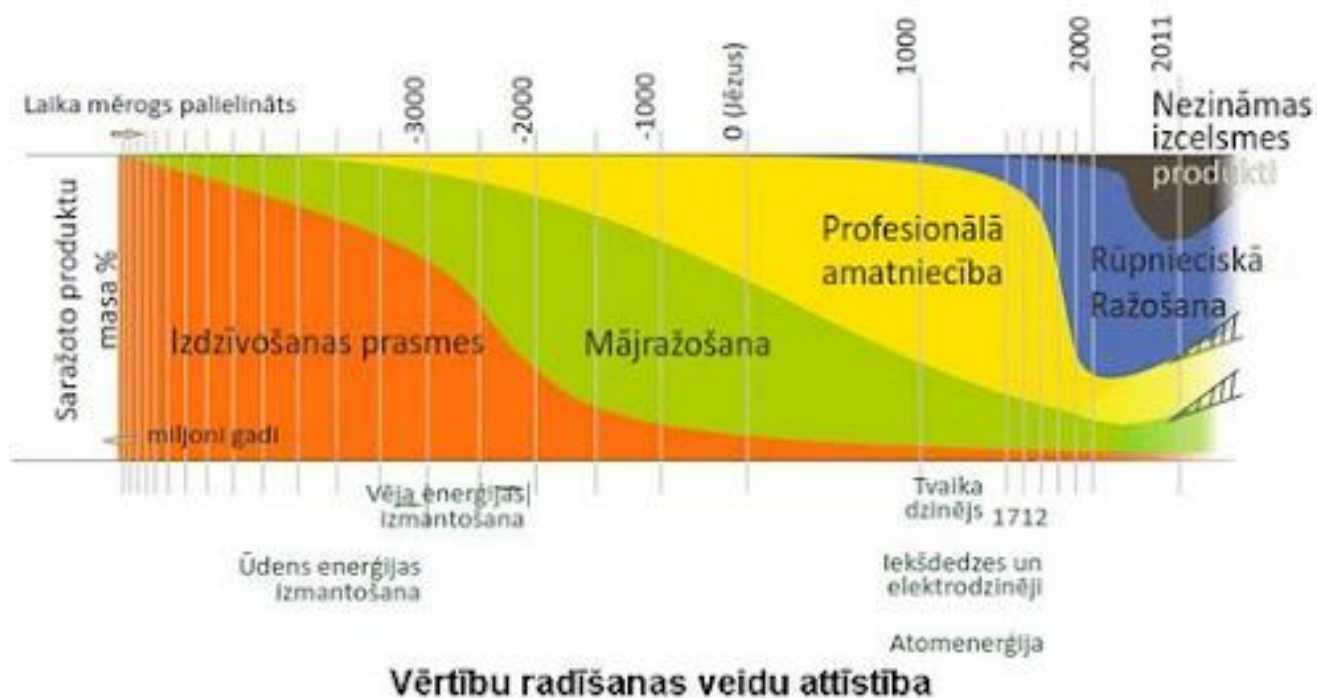 Laika mērogs palielināts
-3000
-2000
-1000
0 (Jēzus)
1000
2000
2011
Nezināmas
izcelsmes
produkti
Saražoto produktu
masa %
Profesionālā
amatniecība
Rūpnieciskā
Ražošana
Izdzīvošanas prasmes
Mājražošana
miljoni gadi
Vēja enerģijas
izmantošana
Tvaika
dzinējs 1712
Ūdens enerģijas
izmantošana
Iekšdedzes un
elektrodzinēji
Atomenerģija
Vērtību radīšanas veidu attīstība